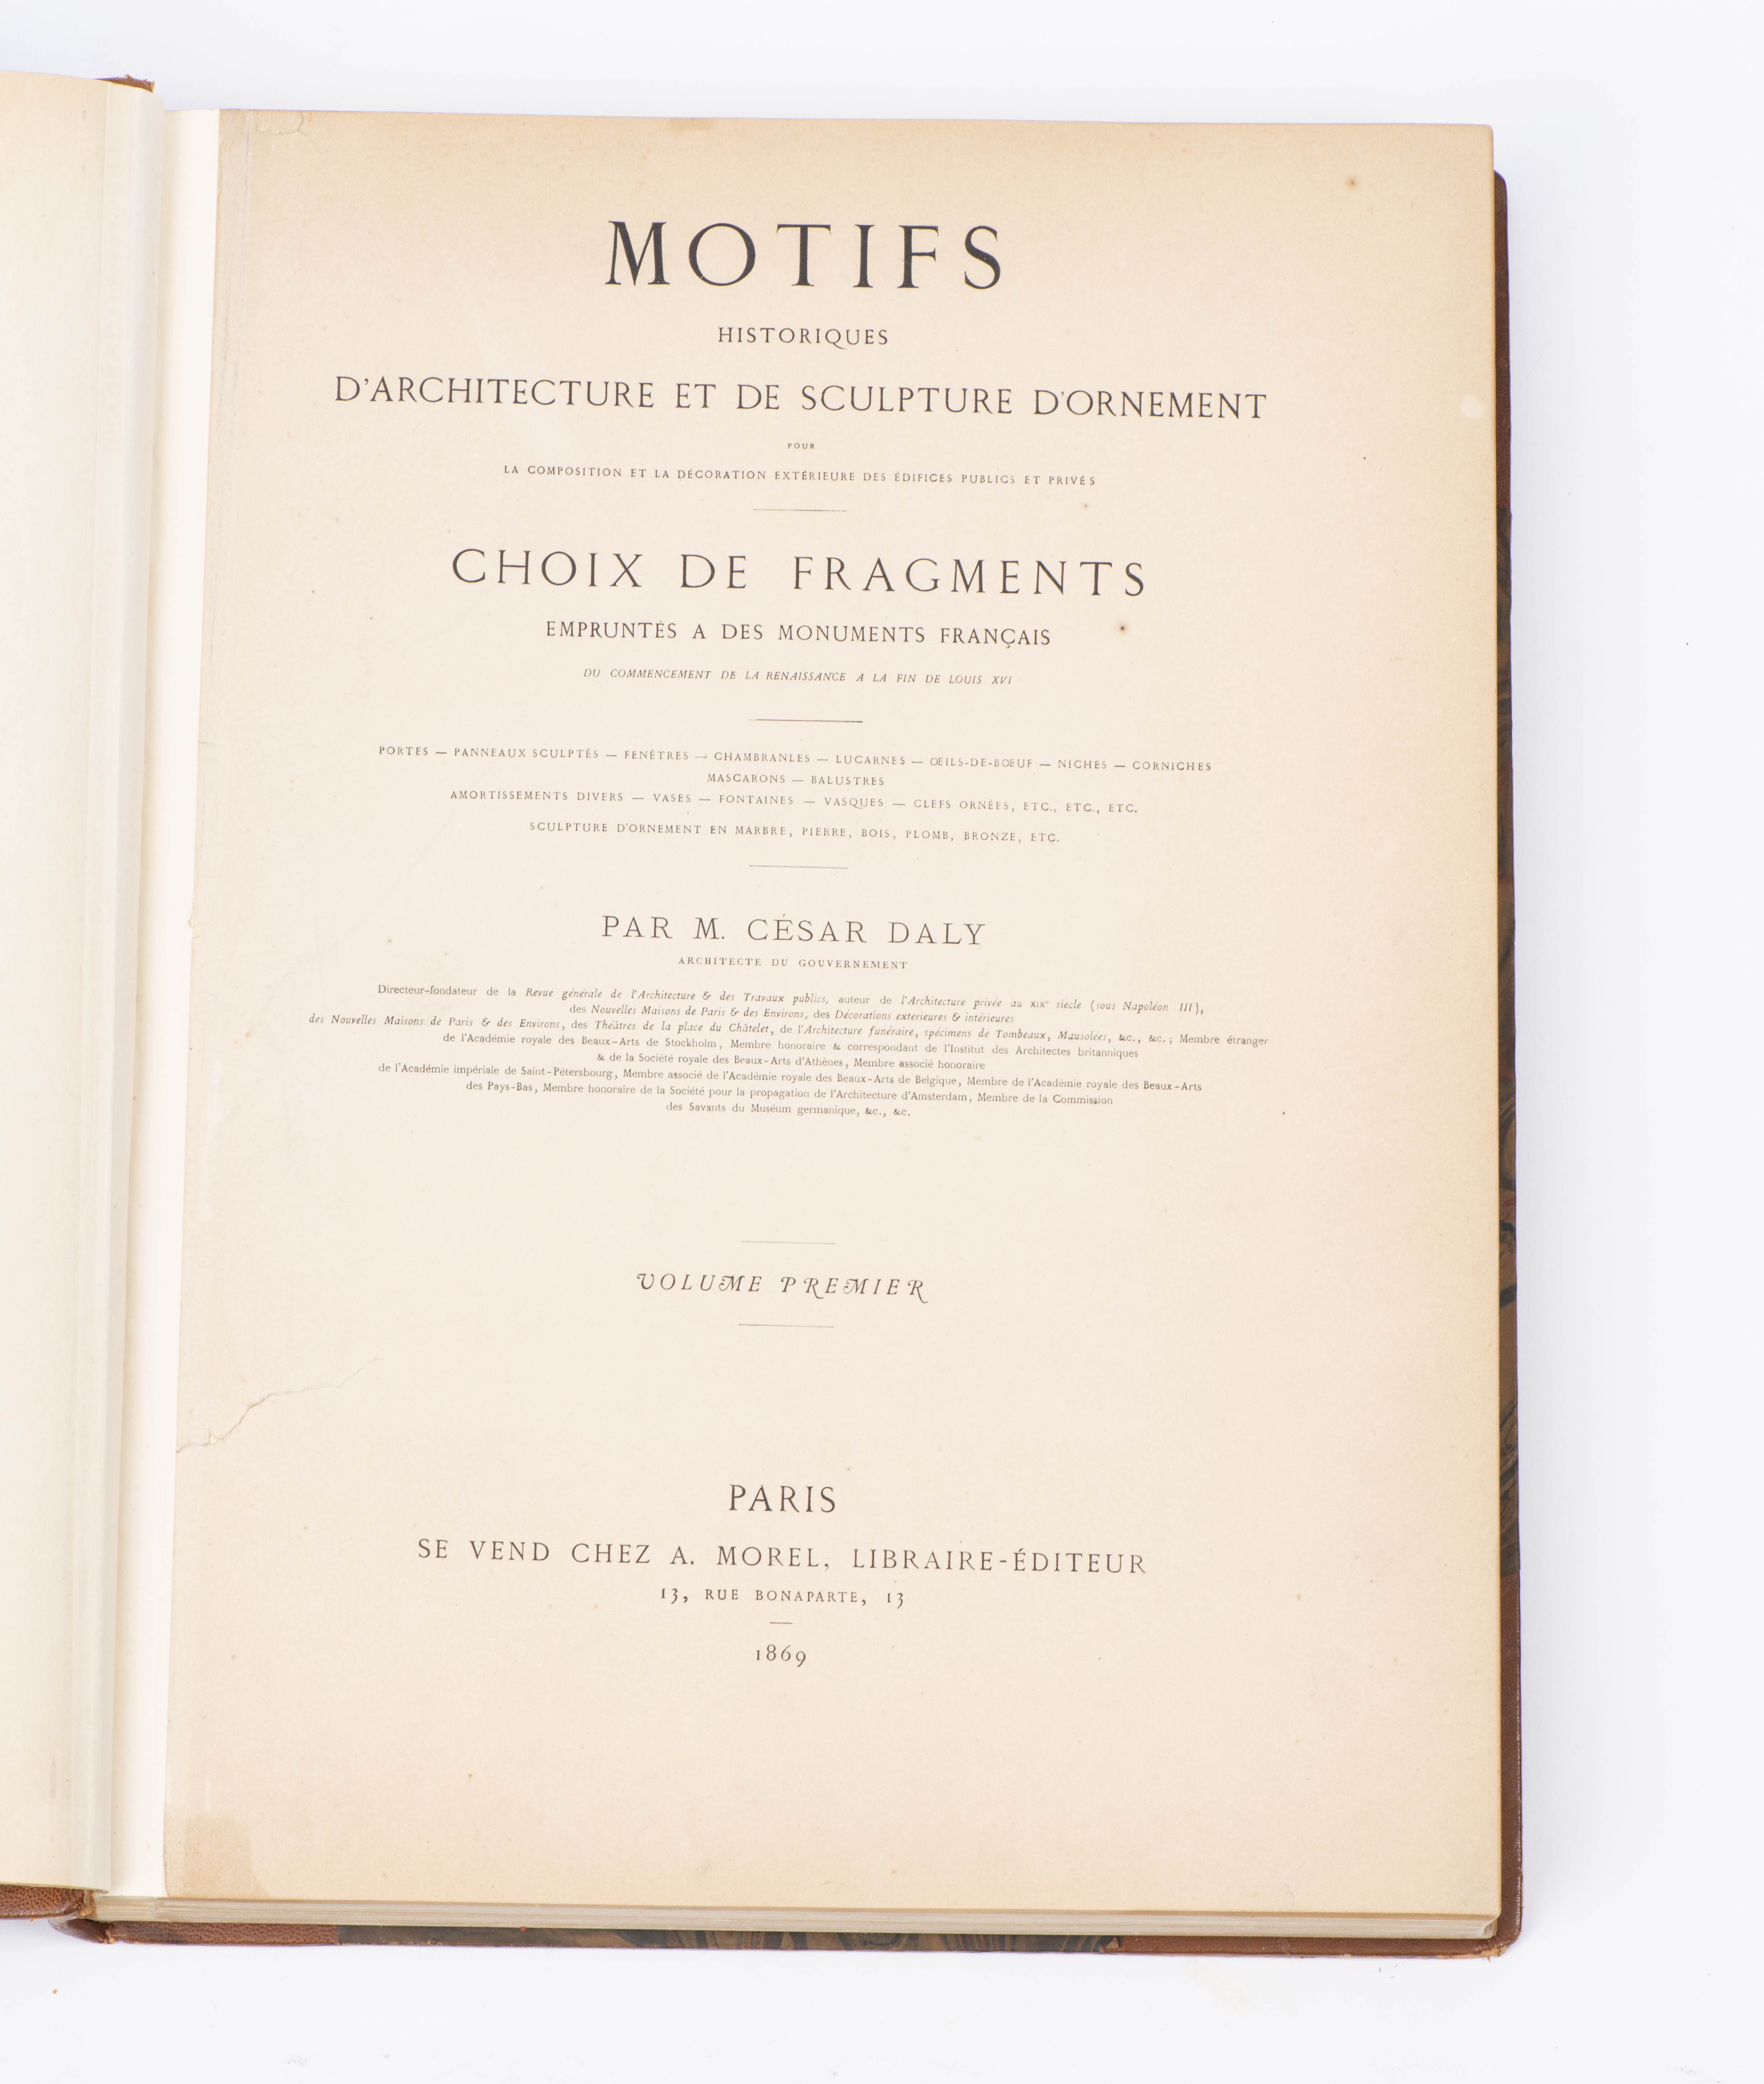 MOTIFS
HISTORIQUES
D'ARCHITECTURE ET DE SCULPTURE D'ORNEMENT
POUR
LA COMPOSITION ET LA DÉCORATION EXTÉRIEURE DES ÉDIFICES PUBLICS ET PRIVÉS
CHOIX DE FRAGMENTS
EMPRUNTÉS A DES MONUMENTS FRANÇAIS
DU COMMENCEMENT DE LA RENAISSANCE A LA FIN DE LOUIS XVI
PORTES — PANNEAUX SCULPTÉS — FENÊTRES — CHAMBRANLES — LUCARNES — ŒILS-DE-BOEUF — NICHES — CORNICHES
MASCARONS — BALUSTRES
AMORTISSEMENTS DIVERS — VASES — FONTAINES — VASQUES — CLEFS ORNÉES, ETC., ETC., ETC.
SCULPTURE D'ORNEMENT EN MARBRE, PIERRE, BOIS, PLOMB, BRONZE, ETC.
PAR M. CÉSAR DALY
ARCHITECTE DU GOUVERNEMENT
Directeur-fondateur de la Revue générale de l'Architecture & des Travaux publics, auteur de l'Architecture privée au XIXe siècle (sous Napoléon III),
des Nouvelles Maisons de Paris & des Environs, des Décorations exterieures & intérieures
des Nouvelles Maisons de Paris & des Environs, des Théâtres de la place du Châtelet, de l'Architecture funéraire, spécimens de Tombeaux, Mausolées, &c., &c.; Membre étranger
de l'Académie royale des Beaux-Arts de Stockholm, Membre honoraire & correspondant de l'Institut des Architectes britanniques
& de la Société royale des Beaux-Arts d'Athènes, Membre associé honoraire
de l'Académie impériale de Saint-Pétersbourg, Membre associé de l'Académie royale des Beaux-Arts de Belgique, Membre de l'Académie royale des Beaux-Arts
des Pays-Bas, Membre honoraire de la Société pour la propagation de l'Architecture d'Amsterdam, Membre de la Commission
des Savants du Muséum germanique, &c., &c.
VOLUME PREMIER
PARIS
SE VEND CHEZ A. MOREL, LIBRAIRE-ÉDITEUR
13, RUE BONAPARTE, 13
1869